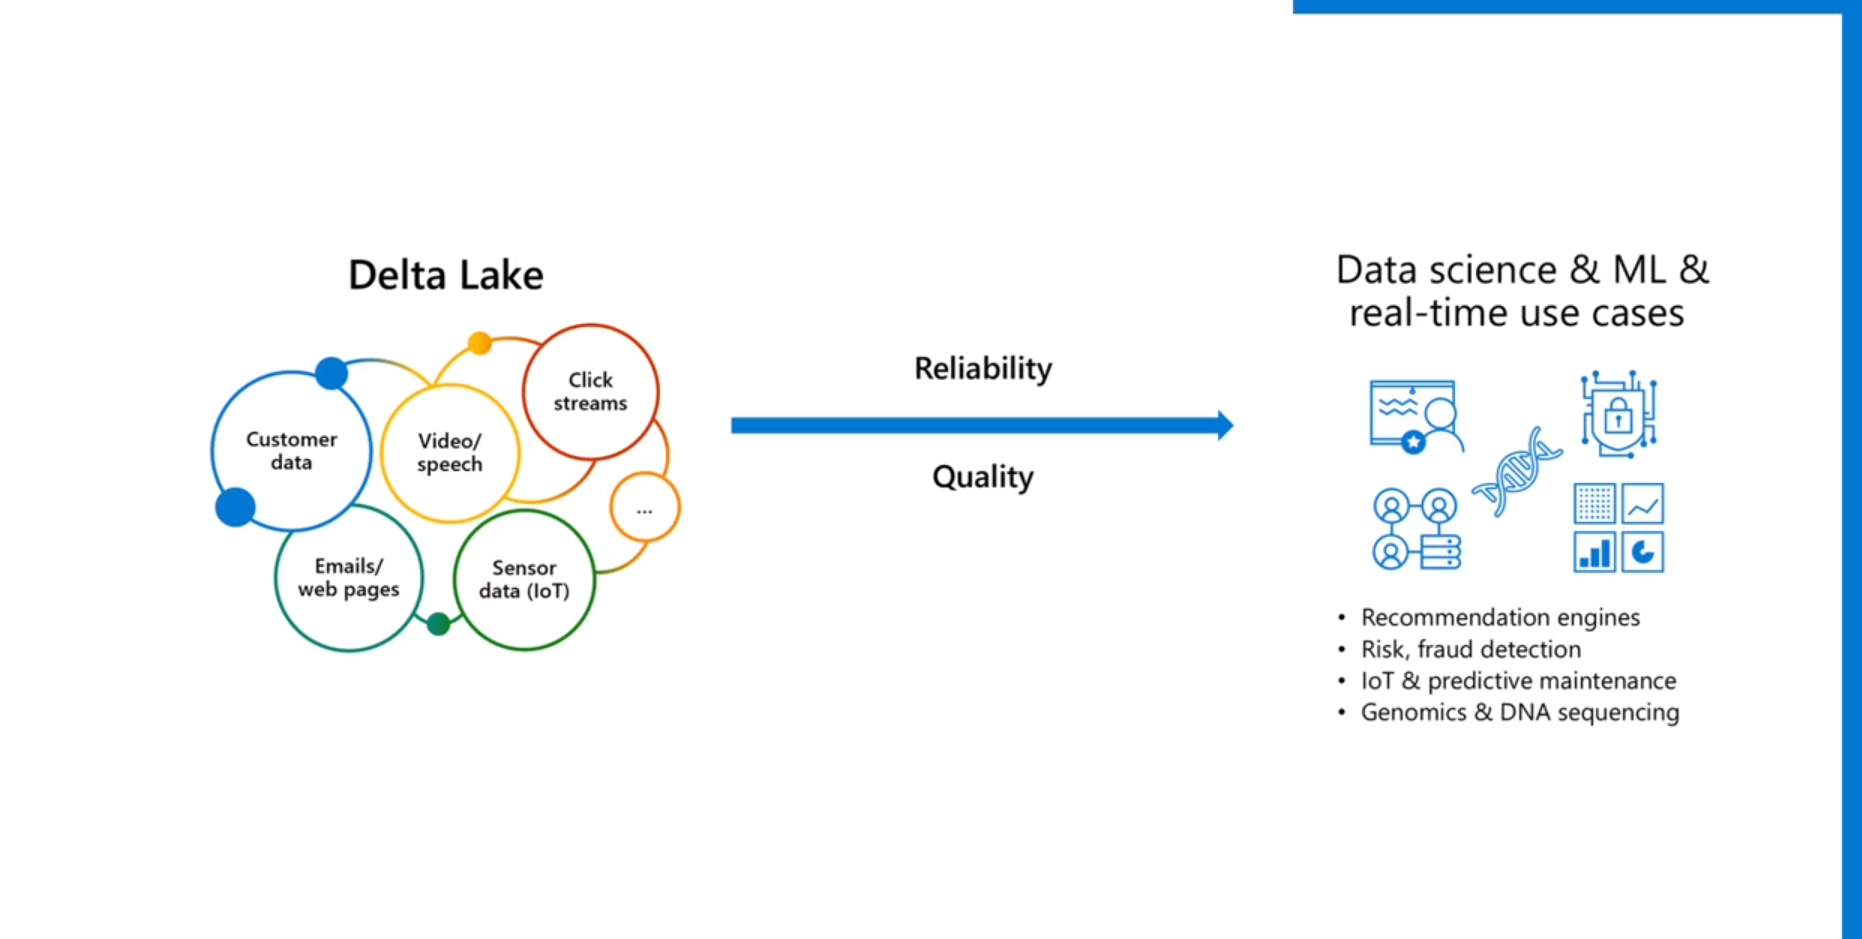 Delta Lake
Customer
data
Video/
speech
Click
streams
...
Emails/
web pages
Sensor
data (IoT)
Reliability
Quality
Data science & ML &
real-time use cases
• Recommendation engines
• Risk, fraud detection
• IoT & predictive maintenance
• Genomics & DNA sequencing